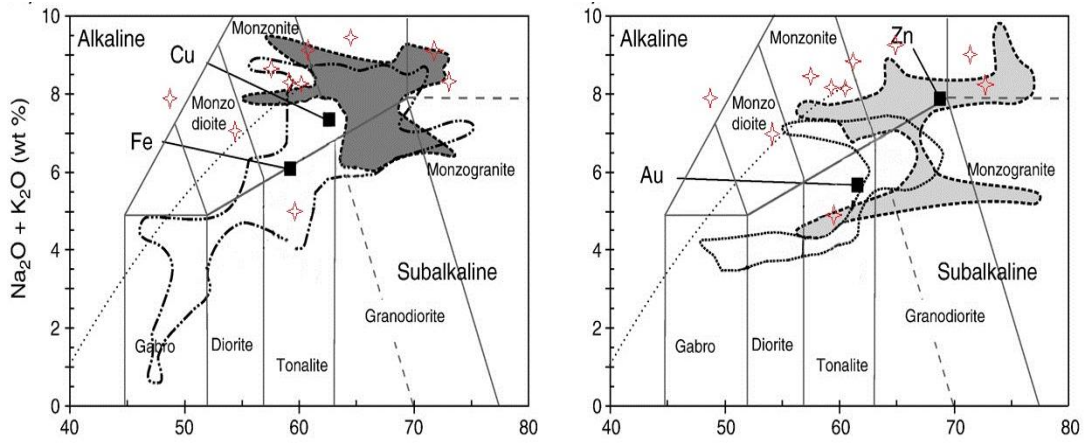 Na₂O + K₂O (wt %)
10
8
6
4
2
0
40
50
60
70
80
Alkaline
Cu
Fe
Monzonite
Monzo
dioite
Monzogranite
Subalkaline
Granodiorite
Gabro
Diorite
Tonalite
10
8
6
4
2
0
40
50
60
70
80
Alkaline
Monzonite
Zn
Monzo
dioite
Au
Monzogranite
Subalkaline
Granodiorite
Gabro
Diorite
Tonalite